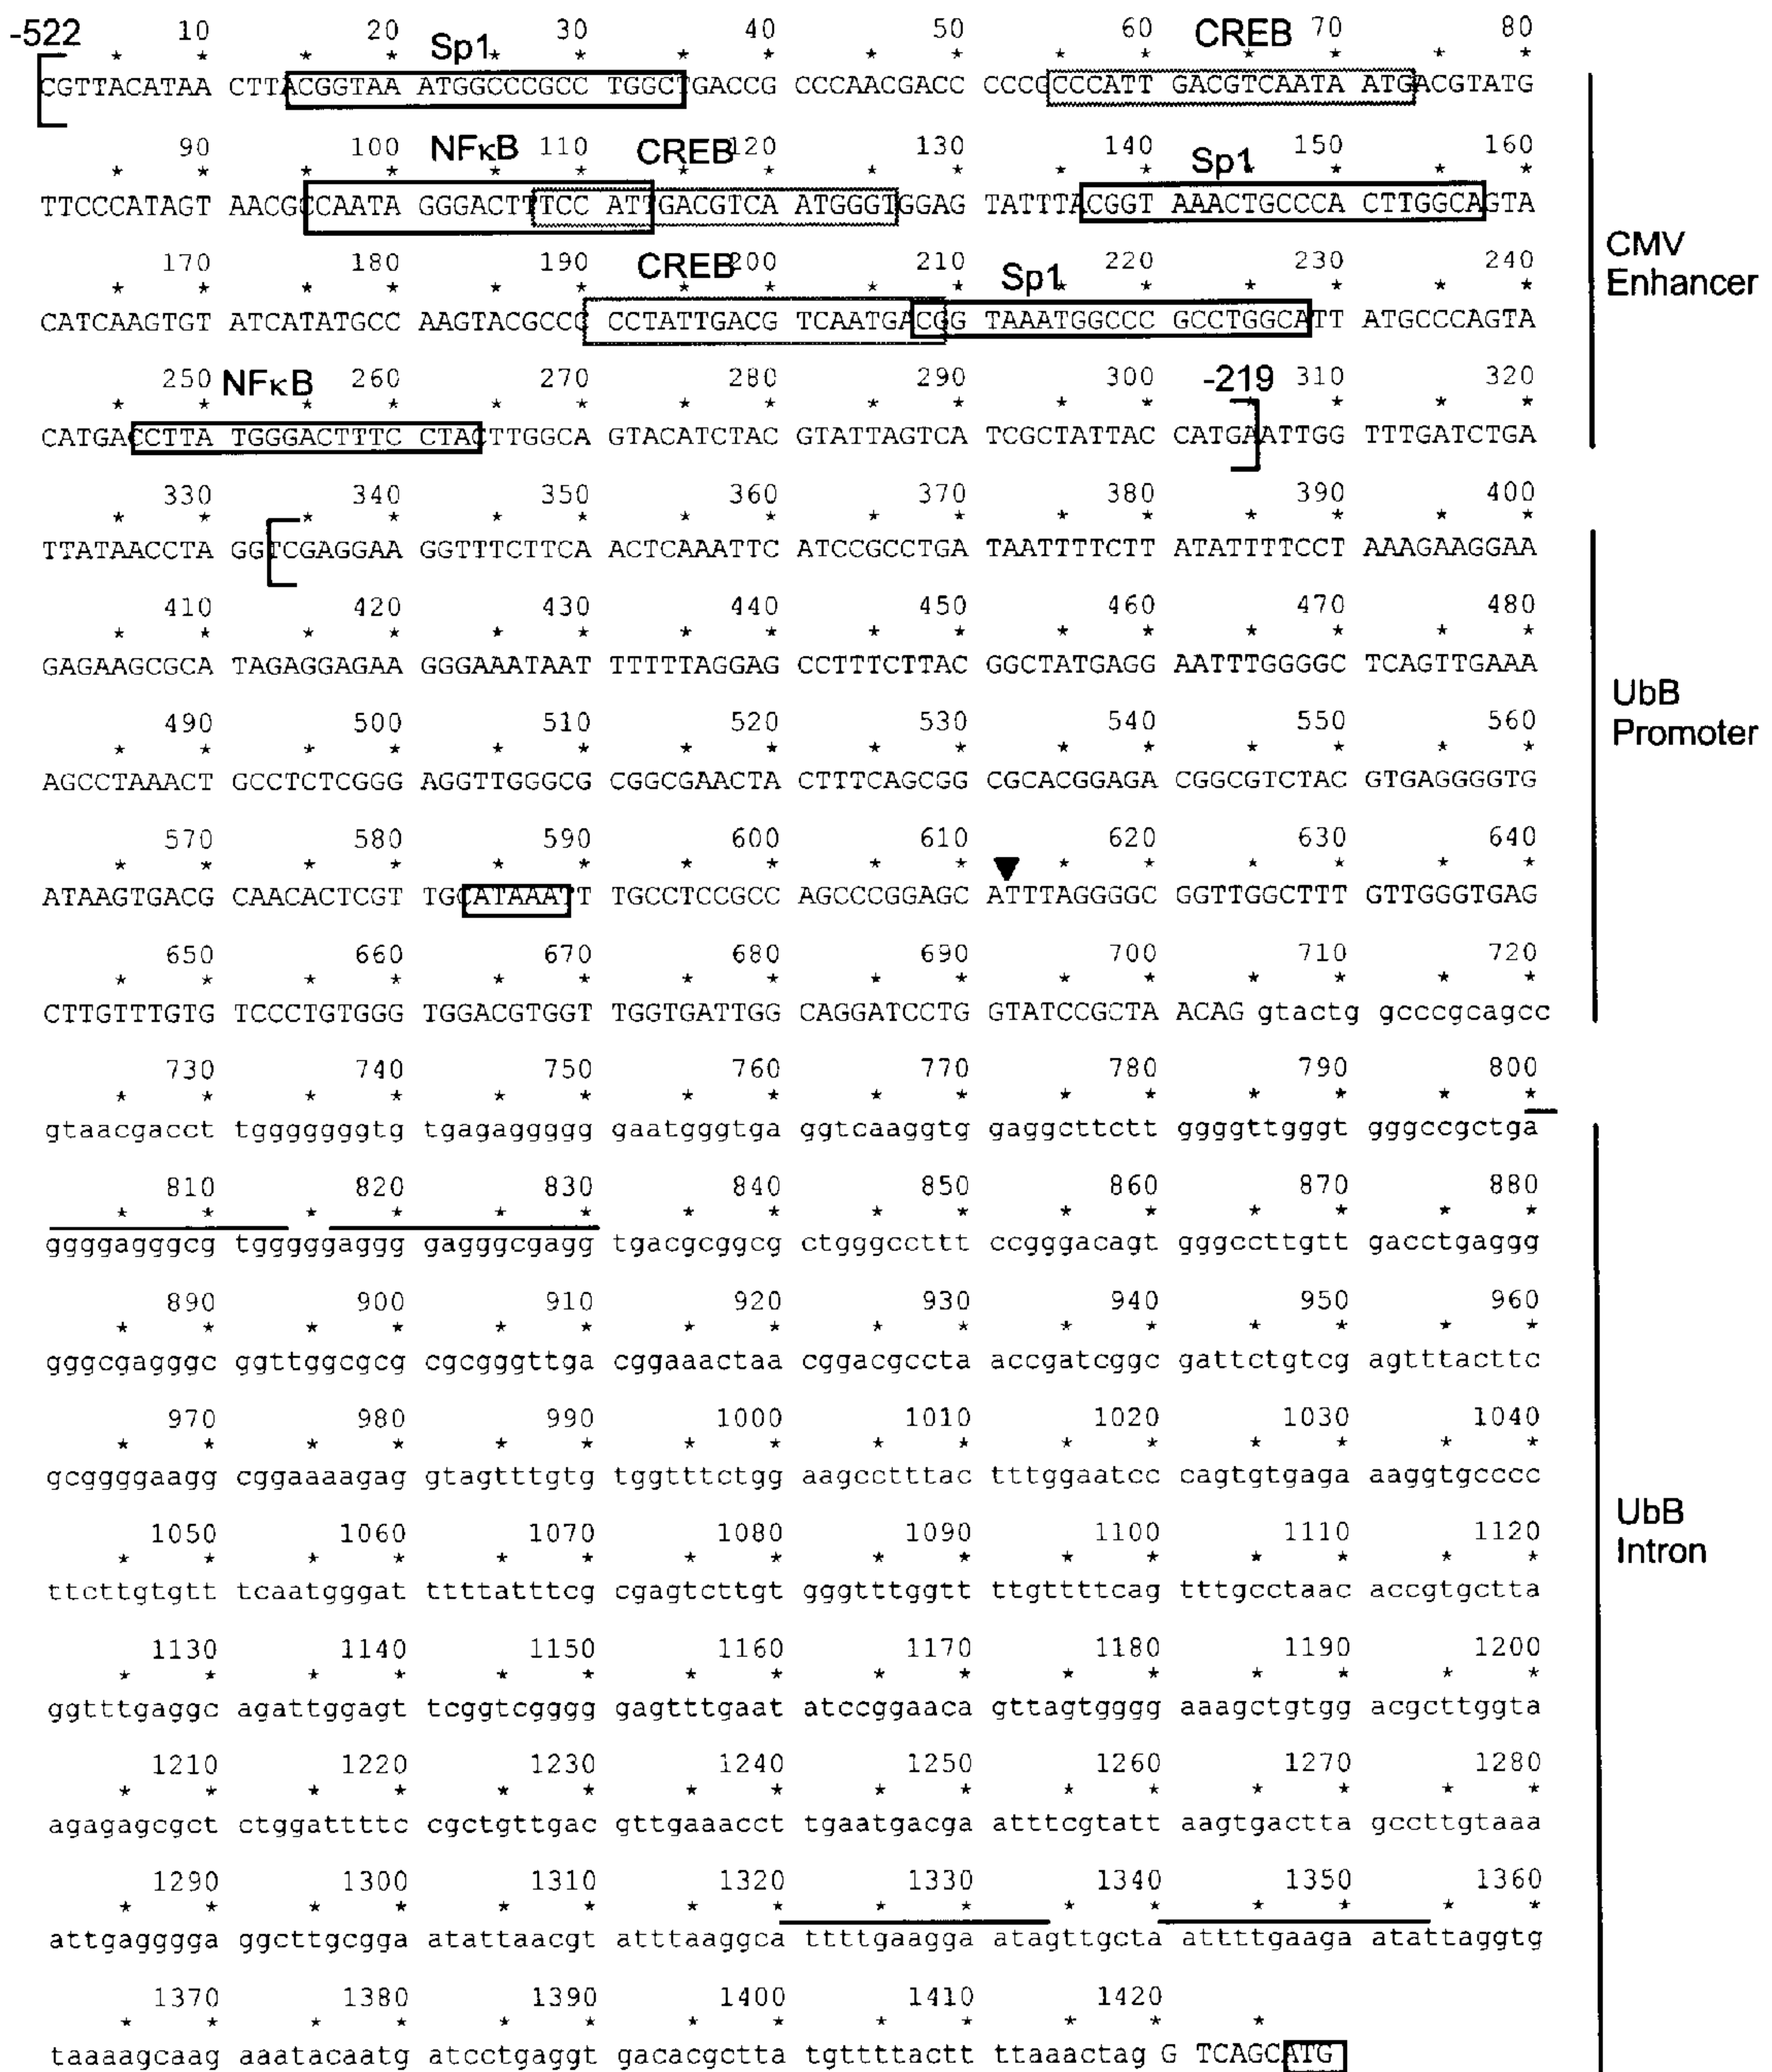 -522 10 20 Sp1 30 40 50 60 CREB 70 80
* * * * * * * * * * * * * * * *
CGTTACATAA CTTACGGTAA ATGGCCCGCC TGGCTGACCG CCCAACGACC CCCGCCCATT GACGTCAATA ATGACGTATG
90 100 NFκB 110 CREB 120 130 140 Sp1 150 160
* * * * * * * * * * * * * * * *
TTCCCATAGT AACGCCAATA GGGACTTTCC ATTGACGTCA ATGGGTGGAG TATTTACGGT AAACTGCCCA CTTGGCAGTA
CMV
Enhancer
170 180 190 CREB 200 210 Sp1 220 230 240
* * * * * * * * * * * * * * * *
CATCAAGTGT ATCATATGCC AAGTACGCCC CCTATTGACG TCAATGACGG TAAATGGCCC GCCTGGCATT ATGCCCAGTA
250 NFκB 260 270 280 290 300 -219 310 320
* * * * * * * * * * * * * * * *
CATGACCTTA TGGGACTTTC CTACTTGGCA GTACATCTAC GTATTAGTCA TCGCTATTAC CATGAATTGG TTTGATCTGA
330 340 350 360 370 380 390 400
* * * * * * * * * * * * * * * *
TTATAACCTA GGTCGAGGAA GGTTTCTTCA ACTCAAATTC ATCCGCCTGA TAATTTTCTT ATATTTTCCT AAAGAAGGAA
410 420 430 440 450 460 470 480
* * * * * * * * * * * * * * * *
GAGAAGCGCA TAGAGGAGAA GGGAAATAAT TTTTTAGGAG CCTTTCTTAC GGCTATGAGG AATTTGGGGC TCAGTTGAAA
UbB
Promoter
490 500 510 520 530 540 550 560
* * * * * * * * * * * * * * * *
AGCCTAAACT GCCTCTCGGG AGGTTGGGCG CGGCGAACTA CTTTCAGCGG CGCACGGAGA CGGCGTCTAC GTGAGGGGTG
570 580 590 600 610 620 630 640
* * * * * * * * * * * * * * *
ATAAGTGACG CAACACTCGT TGCATAAATT TGCCTCCGCC AGCCCGGAGC ATTTAGGGGC GGTTGGCTTT GTTGGGTGAG
650 660 670 680 690 700 710 720
* * * * * * * * * * * * * * * *
CTTGTTTGTG TCCCTGTGGG TGGACGTGGT TGGTGATTGG CAGGATCCTG GTATCCGCTA ACAG gtactg gcccgcagcc
730 740 750 760 770 780 790 800
* * * * * * * * * * * * * * * *
gtaacgacct tgggggggtg tgagaggggg gaatgggtga ggtcaaggtg gaggcttctt ggggttgggt gggccgctga
810 820 830 840 850 860 870 880
* * * * * * * * * * * * * * * *
ggggagggcg tgggggaggg gagggcgagg tgacgcggcg ctgggccttt ccgggacagt gggccttgtt gacctgaggg
890 900 910 920 930 940 950 960
* * * * * * * * * * * * * * * *
gggcgagggc ggttggcgcg cgcgggttga cggaaactaa cggacgccta accgatcggc gattctgtcg agtttacttc
970 980 990 1000 1010 1020 1030 1040
* * * * * * * * * * * * * * * *
gcggggaagg cggaaaagag gtagtttgtg tggtttctgg aagcctttac tttggaatcc cagtgtgaga aaggtgcccc
UbB
Intron
1050 1060 1070 1080 1090 1100 1110 1120
* * * * * * * * * * * * * * * *
ttcttgtgtt tcaatgggat ttttatttcg cgagtcttgt gggtttggtt ttgttttcag tttgcctaac accgtgctta
1130 1140 1150 1160 1170 1180 1190 1200
* * * * * * * * * * * * * * * *
ggtttgaggc agattggagt tcggtcgggg gagtttgaat atccggaaca gttagtgggg aaagctgtgg acgcttggta
1210 1220 1230 1240 1250 1260 1270 1280
* * * * * * * * * * * * * * * *
agagagcgct ctggattttc cgctgttgac gttgaaacct tgaatgacga atttcgtatt aagtgactta gccttgtaaa
1290 1300 1310 1320 1330 1340 1350 1360
* * * * * * * * * * * * * * * *
attgagggga ggcttgcgga atattaacgt atttaaggca ttttgaagga atagttgcta attttgaaga atattaggtg
1370 1380 1390 1400 1410 1420
* * * * * * * * * * * * *
taaaagcaag aaatacaatg atcctgaggt gacacgctta tgttttactt ttaaactag G TCAGCATG